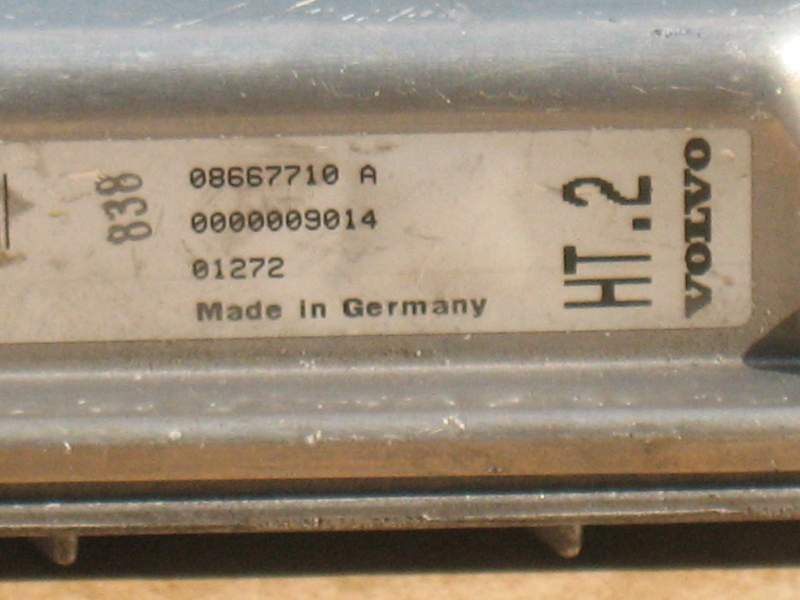 838
08667710 A
0000009014
01272
Made in Germany
HT.2
VOLVO